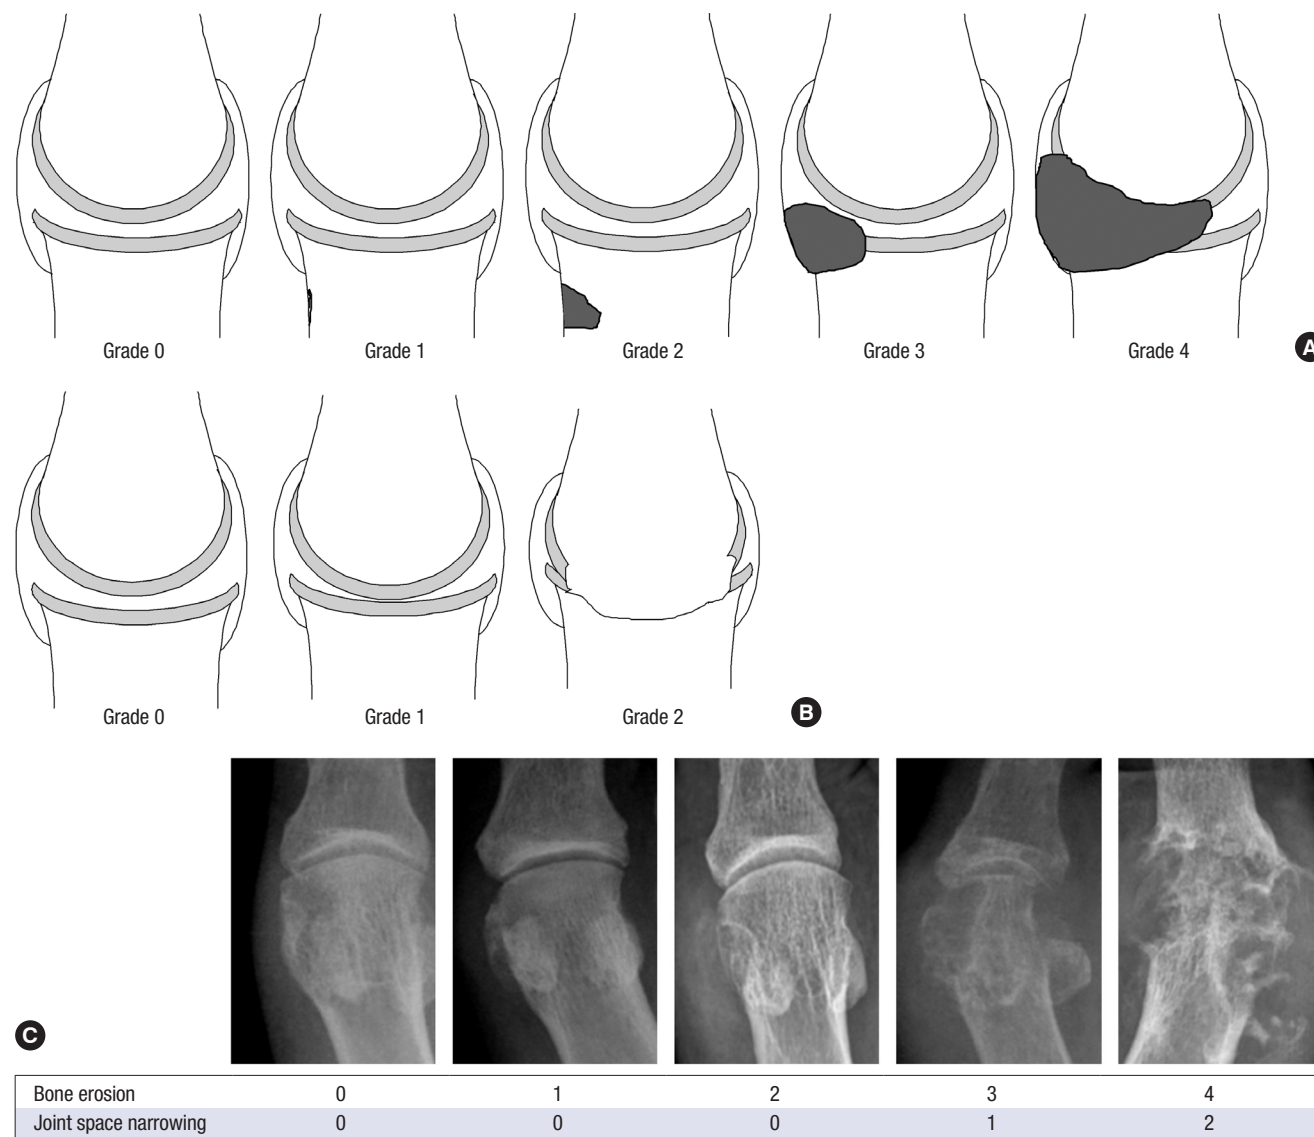 Grade 0 Grade 1 Grade 2 Grade 3 Grade 4 A
Grade 0 Grade 1 Grade 2 B
C
Bone erosion 0 1 2 3 4
Joint space narrowing 0 0 0 1 2